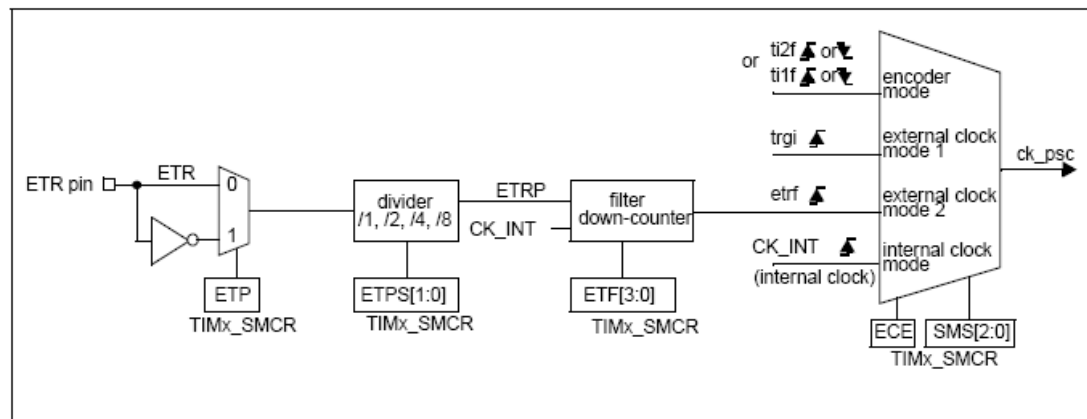 or
ti2f or
ti1f or
encoder
mode
trgi
external clock
mode 1
ck_psc
ETR pin
ETR
0
1
divider
/1, /2, /4, /8
ETRP
CK_INT
filter
down-counter
etrf
external clock
mode 2
CK_INT
(internal clock)
internal clock
mode
ETP
TIMx_SMCR
ETPS[1:0]
TIMx_SMCR
ETF[3:0]
TIMx_SMCR
ECE
SMS[2:0]
TIMx_SMCR